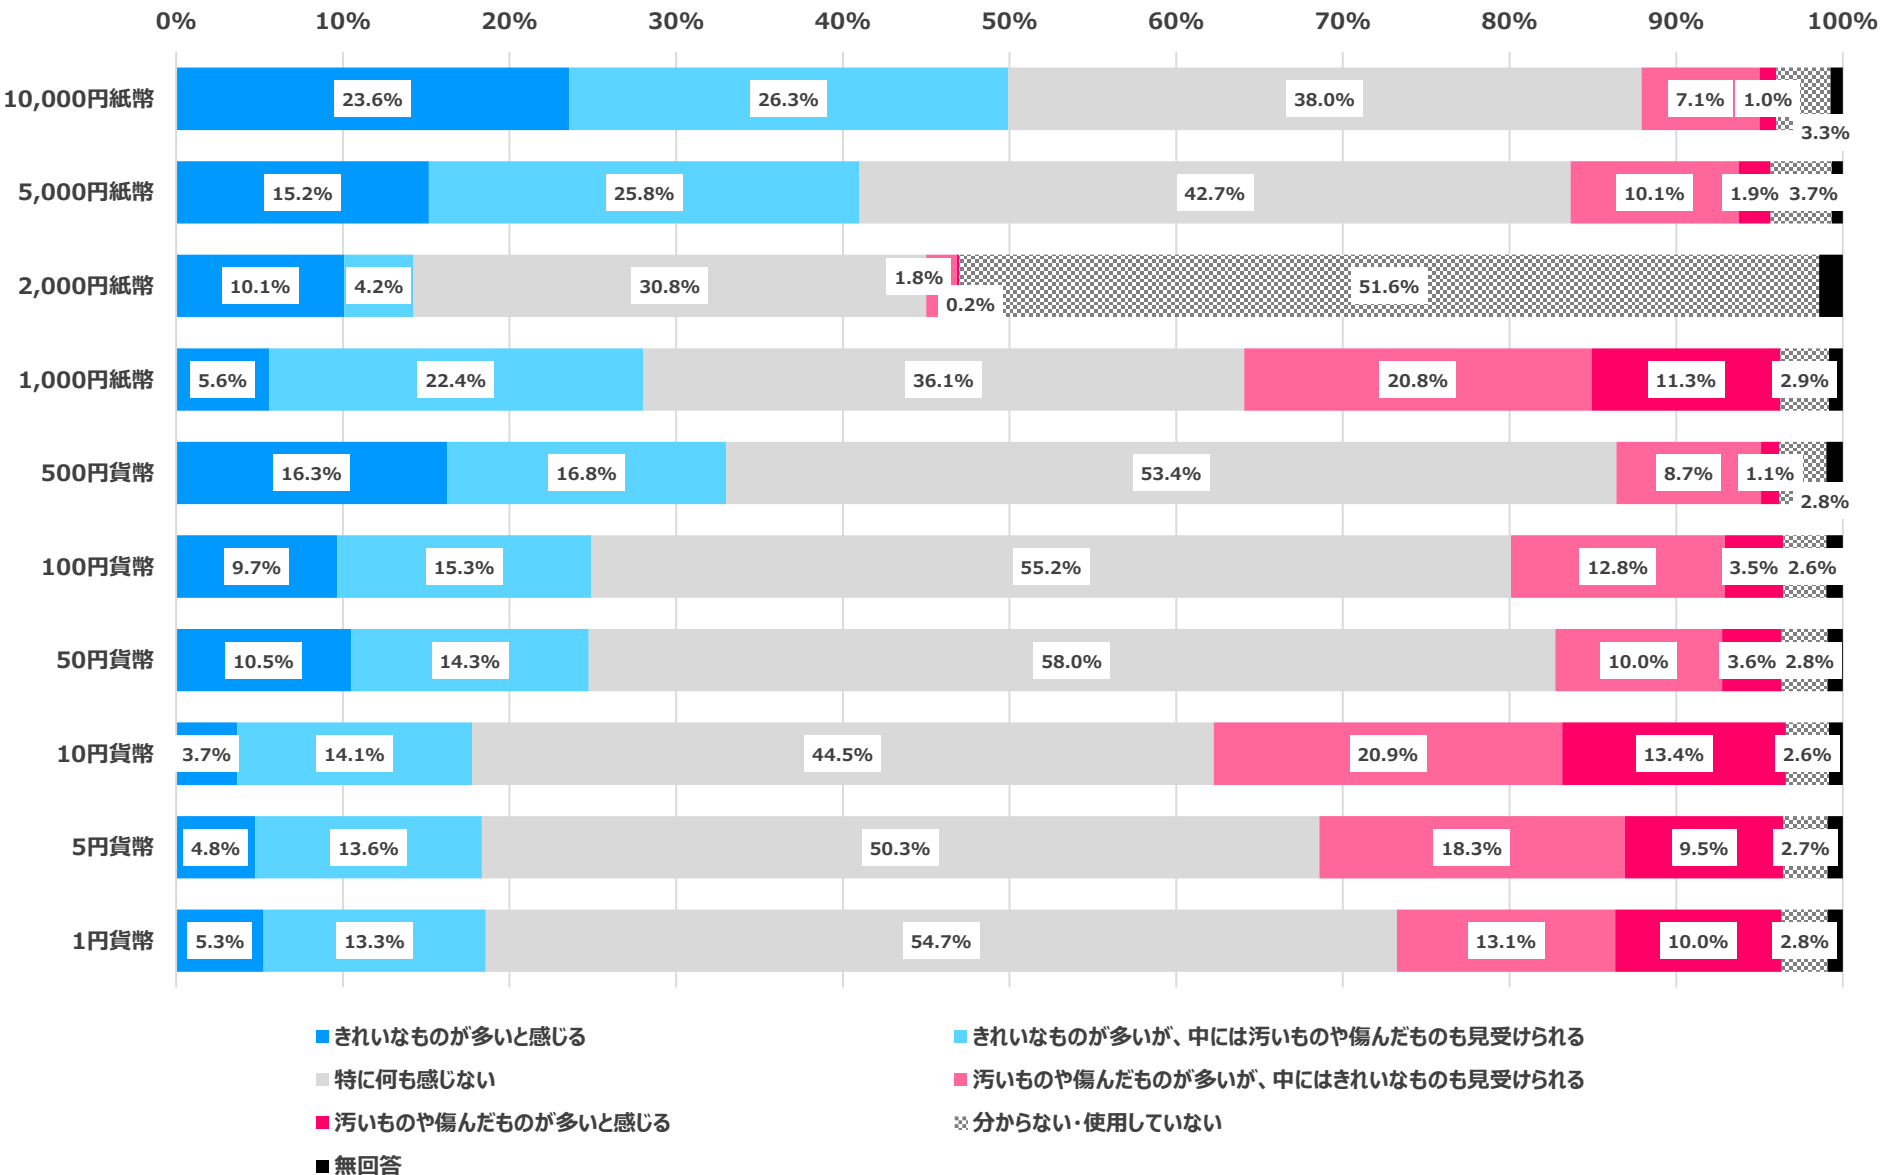 0% 10% 20% 30% 40% 50% 60% 70% 80% 90% 100%
10,000円紙幣 23.6% 26.3% 38.0% 7.1% 1.0% 3.3%
5,000円紙幣 15.2% 25.8% 42.7% 10.1% 1.9% 3.7%
2,000円紙幣 10.1% 4.2% 30.8% 1.8% 0.2% 51.6%
1,000円紙幣 5.6% 22.4% 36.1% 20.8% 11.3% 2.9%
500円貨幣 16.3% 16.8% 53.4% 8.7% 1.1% 2.8%
100円貨幣 9.7% 15.3% 55.2% 12.8% 3.5% 2.6%
50円貨幣 10.5% 14.3% 58.0% 10.0% 3.6% 2.8%
10円貨幣 3.7% 14.1% 44.5% 20.9% 13.4% 2.6%
5円貨幣 4.8% 13.6% 50.3% 18.3% 9.5% 2.7%
1円貨幣 5.3% 13.3% 54.7% 13.1% 10.0% 2.8%
きれいなものが多いと感じる きれいなものが多いが、中には汚いものや傷んだものも見受けられる
特に何も感じない 汚いものや傷んだものが多いが、中にはきれいなものも見受けられる
汚いものや傷んだものが多いと感じる 分からない・使用していない
無回答